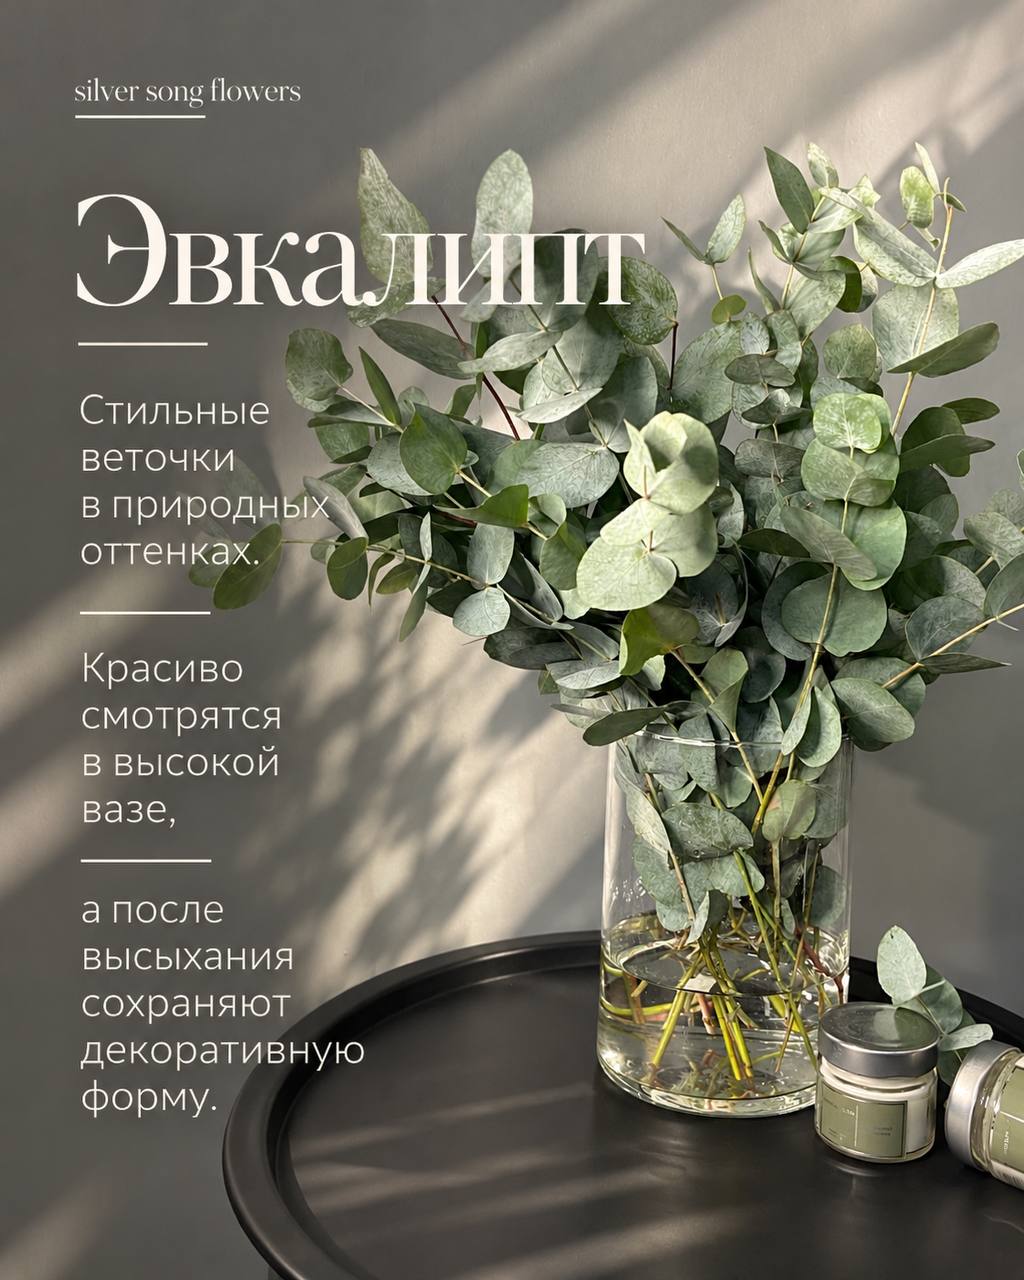 silver song flowers
Эвкалипт
Стильные
веточки
в природных
оттенках.
Красиво
смотрятся
в высокой
вазе,
а после
высыхания
сохраняют
декоративную
форму.